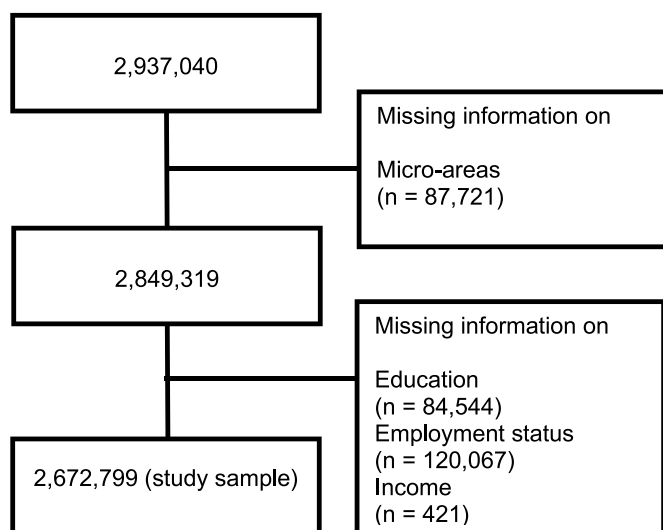 2,937,040
Missing information on
Micro-areas
(n = 87,721)
2,849,319
Missing information on
Education
(n = 84,544)
Employment status
(n = 120,067)
Income
(n = 421)
2,672,799 (study sample)